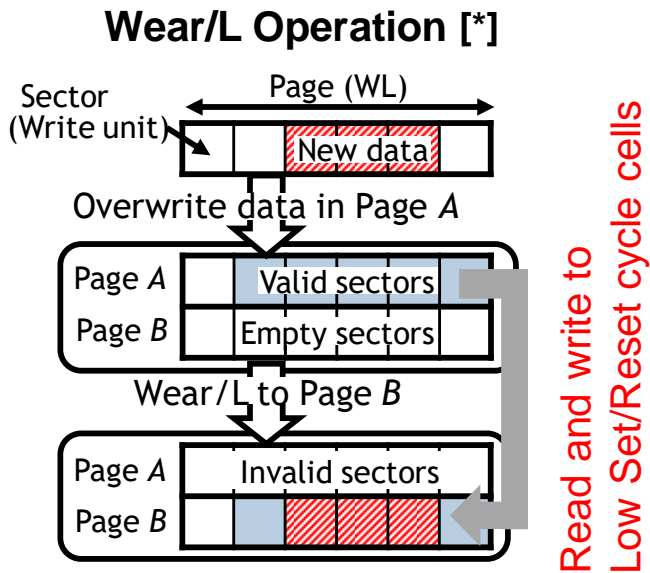 Wear/L Operation [*]
Sector
(Write unit)
Page (WL)
New data
Overwrite data in Page A
Page A
Valid sectors
Page B
Empty sectors
Wear/L to Page B
Page A
Invalid sectors
Page B
Read and write to
Low Set/Reset cycle cells